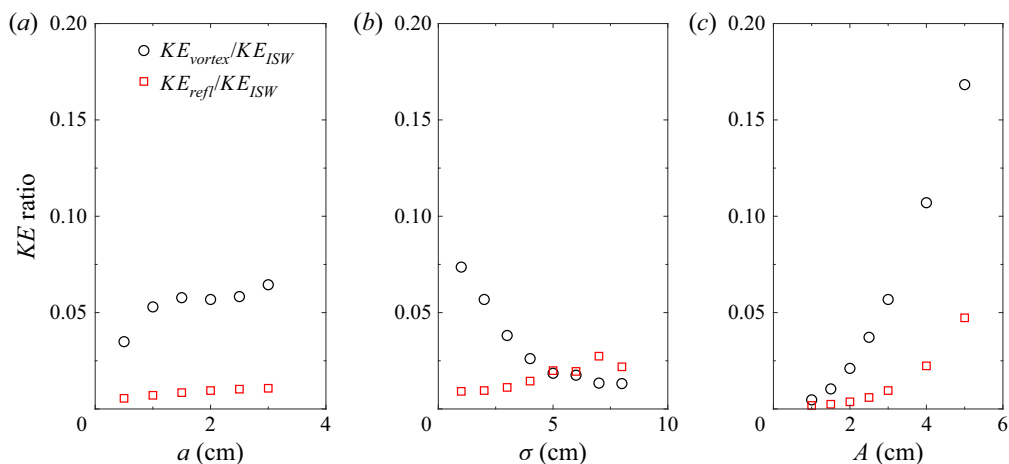 (a)
(b)
(c)
0.20
0.20
0.20
KE_vortex/KE_ISW
KE_refl/KE_ISW
0.15
0.15
0.15
KE ratio
0.10
0.10
0.10
0.05
0.05
0.05
0
2
4
0
5
10
0
2
4
6
a (cm)
σ (cm)
A (cm)